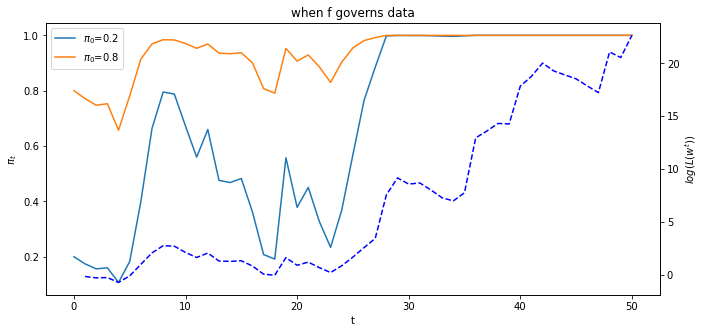 when f governs data
π₀=0.2
π₀=0.8
1.0
0.8
0.6
0.4
0.2
πₜ
20
15
10
5
0
log(L(wᵗ))
0 10 20 30 40 50
t